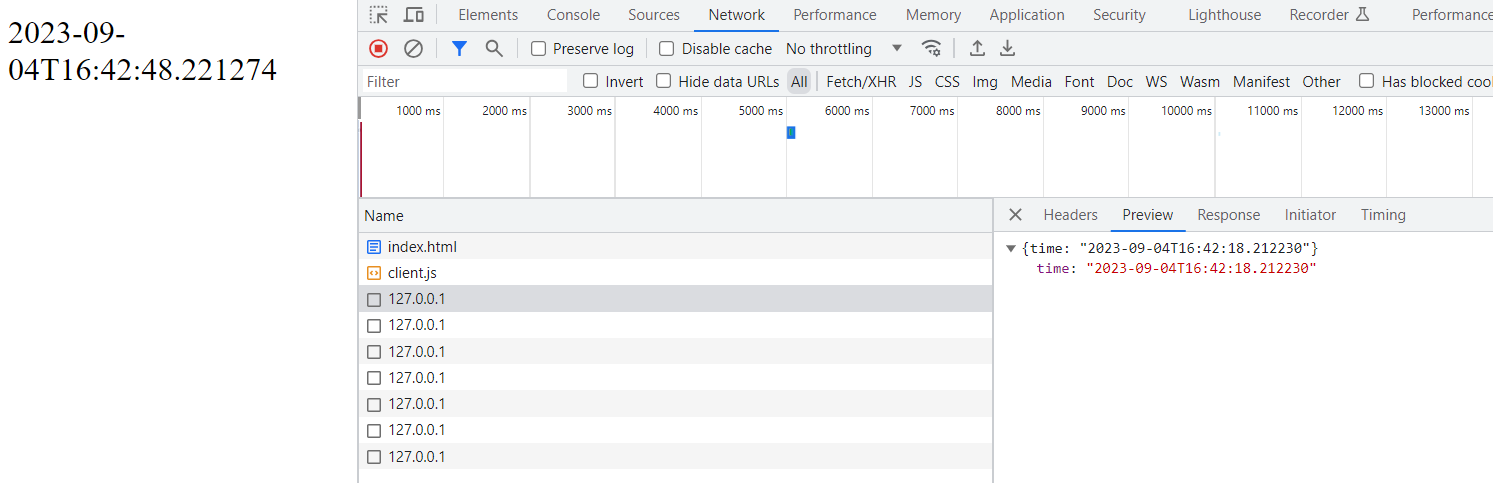 2023-09-
04T16:42:48.221274
Elements Console Sources Network Performance Memory Application Security Lighthouse Recorder Performance
Preserve log Disable cache No throttling
Filter Invert Hide data URLs All Fetch/XHR JS CSS Img Media Font Doc WS Wasm Manifest Other Has blocked cool
1000 ms 2000 ms 3000 ms 4000 ms 5000 ms 6000 ms 7000 ms 8000 ms 9000 ms 10000 ms 11000 ms 12000 ms 13000 ms
Name
index.html
client.js
127.0.0.1
127.0.0.1
127.0.0.1
127.0.0.1
127.0.0.1
127.0.0.1
127.0.0.1
Headers Preview Response Initiator Timing
{time: "2023-09-04T16:42:18.212230"}
time: "2023-09-04T16:42:18.212230"